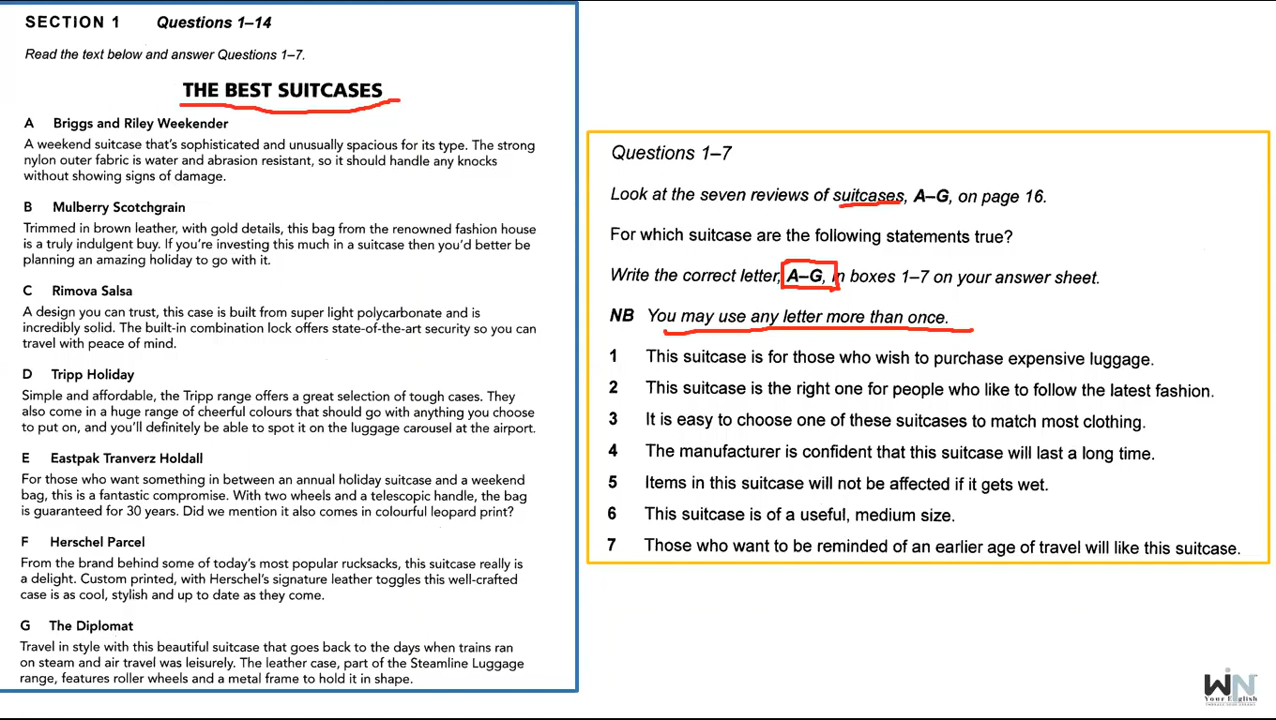 SECTION 1 Questions 1–14
Read the text below and answer Questions 1–7.
THE BEST SUITCASES
A Briggs and Riley Weekender
A weekend suitcase that's sophisticated and unusually spacious for its type. The strong
nylon outer fabric is water and abrasion resistant, so it should handle any knocks
without showing signs of damage.
B Mulberry Scotchgrain
Trimmed in brown leather, with gold details, this bag from the renowned fashion house
is a truly indulgent buy. If you're investing this much in a suitcase then you'd better be
planning an amazing holiday to go with it.
C Rimova Salsa
A design you can trust, this case is built from super light polycarbonate and is
incredibly solid. The built-in combination lock offers state-of-the-art security so you can
travel with peace of mind.
D Tripp Holiday
Simple and affordable, the Tripp range offers a great selection of tough cases. They
also come in a huge range of cheerful colours that should go with anything you choose
to put on, and you'll definitely be able to spot it on the luggage carousel at the airport.
E Eastpak Tranverz Holdall
For those who want something in between an annual holiday suitcase and a weekend
bag, this is a fantastic compromise. With two wheels and a telescopic handle, the bag
is guaranteed for 30 years. Did we mention it also comes in colourful leopard print?
F Herschel Parcel
From the brand behind some of today's most popular rucksacks, this suitcase really is
a delight. Custom printed, with Herschel's signature leather toggles this well-crafted
case is as cool, stylish and up to date as they come.
G The Diplomat
Travel in style with this beautiful suitcase that goes back to the days when trains ran
on steam and air travel was leisurely. The leather case, part of the Steamline Luggage
range, features roller wheels and a metal frame to hold it in shape.
Questions 1–7
Look at the seven reviews of suitcases, A–G, on page 16.
For which suitcase are the following statements true?
Write the correct letter, A–G, in boxes 1–7 on your answer sheet.
NB You may use any letter more than once.
1 This suitcase is for those who wish to purchase expensive luggage.
2 This suitcase is the right one for people who like to follow the latest fashion.
3 It is easy to choose one of these suitcases to match most clothing.
4 The manufacturer is confident that this suitcase will last a long time.
5 Items in this suitcase will not be affected if it gets wet.
6 This suitcase is of a useful, medium size.
7 Those who want to be reminded of an earlier age of travel will like this suitcase.
WIN
Your English